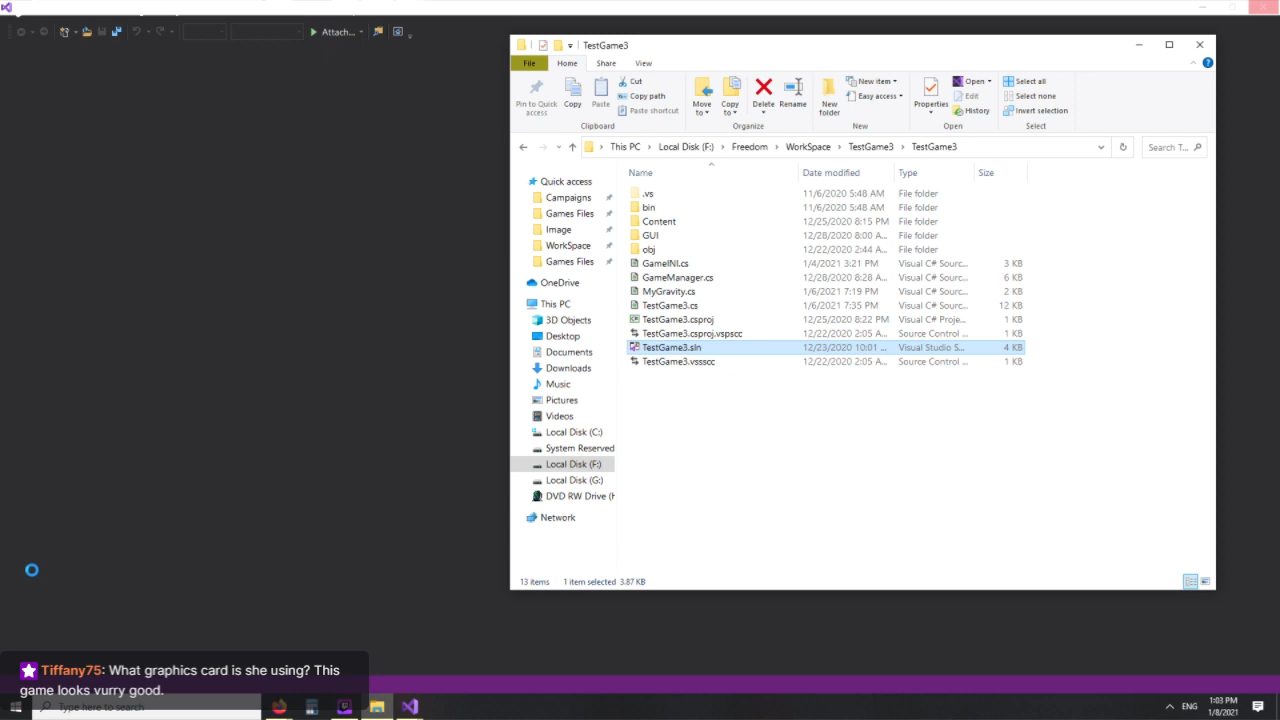 Attach...
TestGame3
File
Home
Share
View
Pin to Quick access
Copy
Paste
Cut
Copy path
Paste shortcut
Clipboard
Move to
Copy to
Delete
Rename
Organize
New folder
New item
Easy access
New
Properties
Open
Edit
History
Open
Select all
Select none
Invert selection
Select
This PC > Local Disk (F:) > Freedom > WorkSpace > TestGame3 > TestGame3
Search T...
Name Date modified Type Size
Quick access
Campaigns
Games Files
Image
WorkSpace
Games Files
OneDrive
This PC
3D Objects
Desktop
Documents
Downloads
Music
Pictures
Videos
Local Disk (C:)
System Reserved
Local Disk (F:)
Local Disk (G:)
DVD RW Drive (H
Network
.vs 11/6/2020 5:48 AM File folder
bin 11/6/2020 5:48 AM File folder
Content 12/25/2020 8:15 PM File folder
GUI 12/28/2020 8:00 A... File folder
obj 12/22/2020 2:44 A... File folder
GameINI.cs 1/4/2021 3:21 PM Visual C# Sourc... 3 KB
GameManager.cs 12/28/2020 8:28 A... Visual C# Sourc... 6 KB
MyGravity.cs 1/6/2021 7:19 PM Visual C# Sourc... 2 KB
TestGame3.cs 1/6/2021 7:35 PM Visual C# Sourc... 12 KB
TestGame3.csproj 12/25/2020 8:22 PM Visual C# Proje... 1 KB
TestGame3.csproj.vspscc 12/22/2020 2:05 A... Source Control ... 1 KB
TestGame3.sln 12/23/2020 10:01 ... Visual Studio S... 4 KB
TestGame3.vssscc 12/22/2020 2:05 A... Source Control ... 1 KB
13 items 1 item selected 3.87 KB
Tiffany75: What graphics card is she using? This
game looks vurry good.
Type here to search
ENG
1:03 PM
1/8/2021